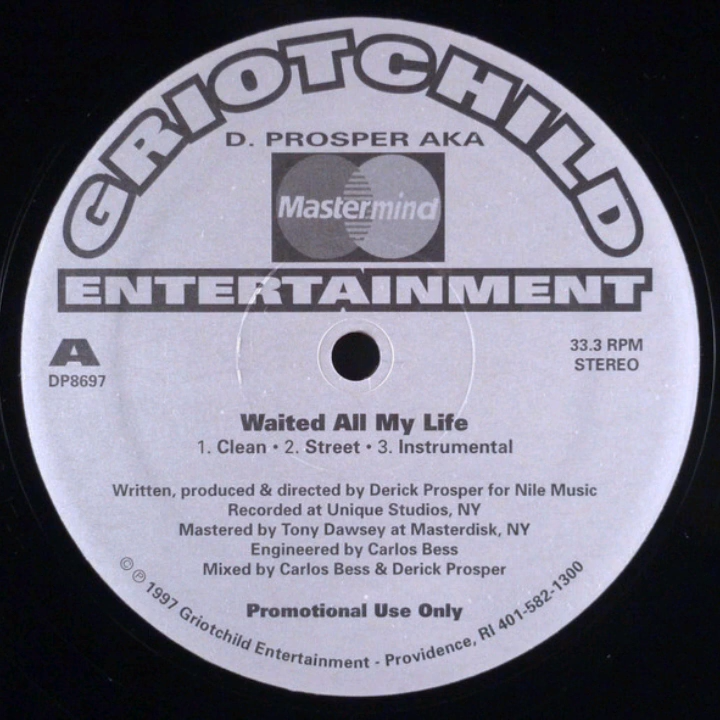 GRIOTCHILD
D. PROSPER AKA
Mastermind
ENTERTAINMENT
A
DP8697
33.3 RPM
STEREO
Waited All My Life
1. Clean • 2. Street • 3. Instrumental
Written, produced & directed by Derick Prosper for Nile Music
Recorded at Unique Studios, NY
Mastered by Tony Dawsey at Masterdisk, NY
Engineered by Carlos Bess
Mixed by Carlos Bess & Derick Prosper
Promotional Use Only
© ℗ 1997 Griotchild Entertainment - Providence, RI 401-582-1300